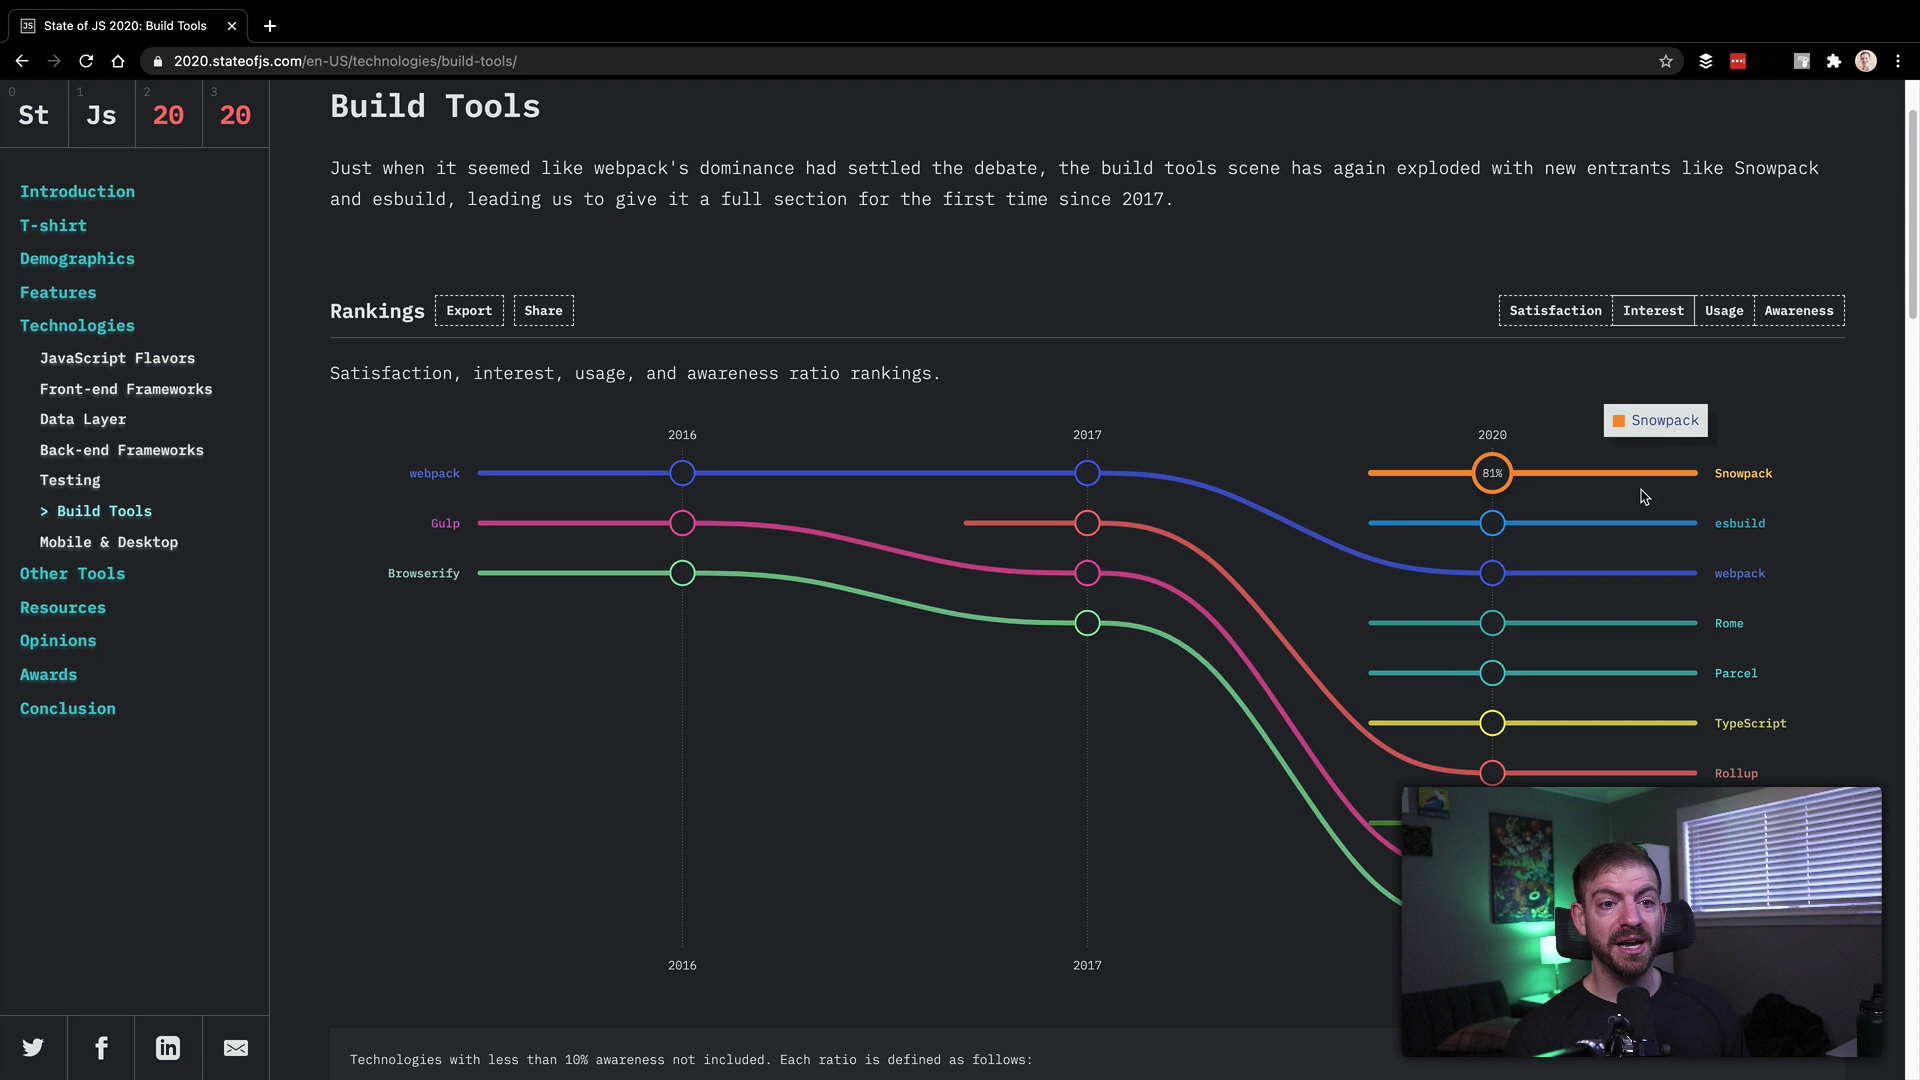 State of JS 2020: Build Tools
2020.stateofjs.com/en-US/technologies/build-tools/
0 St 1 Js 2 20 3 20
Introduction
T-shirt
Demographics
Features
Technologies
JavaScript Flavors
Front-end Frameworks
Data Layer
Back-end Frameworks
Testing
> Build Tools
Mobile & Desktop
Other Tools
Resources
Opinions
Awards
Conclusion
Build Tools
Just when it seemed like webpack's dominance had settled the debate, the build tools scene has again exploded with new entrants like Snowpack
and esbuild, leading us to give it a full section for the first time since 2017.
Rankings Export Share Satisfaction Interest Usage Awareness
Satisfaction, interest, usage, and awareness ratio rankings.
Snowpack
2016 2017 2020
webpack 81% Snowpack
Gulp esbuild
Browserify webpack
Rome
Parcel
TypeScript
Rollup
2016 2017
Technologies with less than 10% awareness not included. Each ratio is defined as follows: